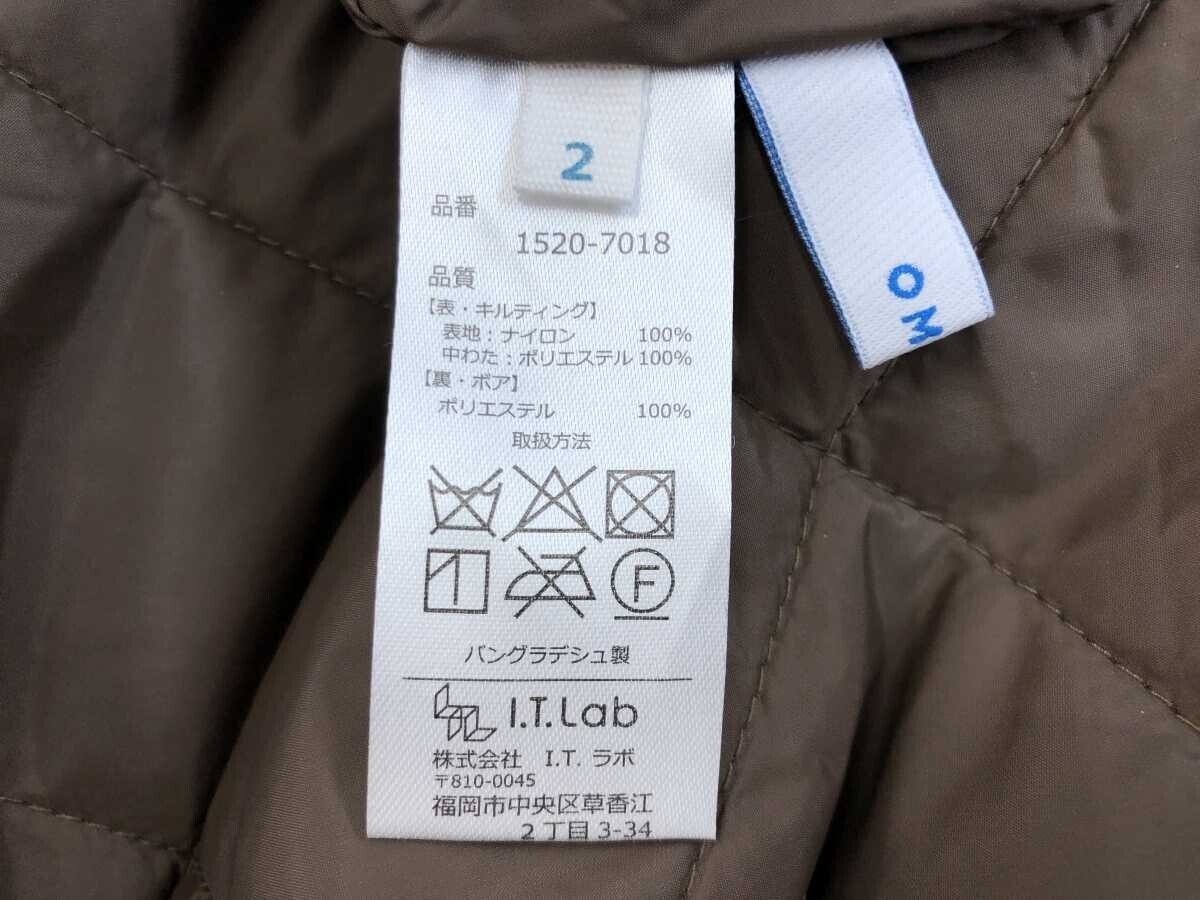 2
品番
1520-7018
品質
【表・キルティング】
表地:ナイロン 100%
中わた:ポリエステル 100%
【裏・ボア】
ポリエステル 100%
取扱方法
F
バングラデシュ製
I.T.Lab
株式会社 I.T. ラボ
〒810-0045
福岡市中央区草香江
2丁目3-34
OM